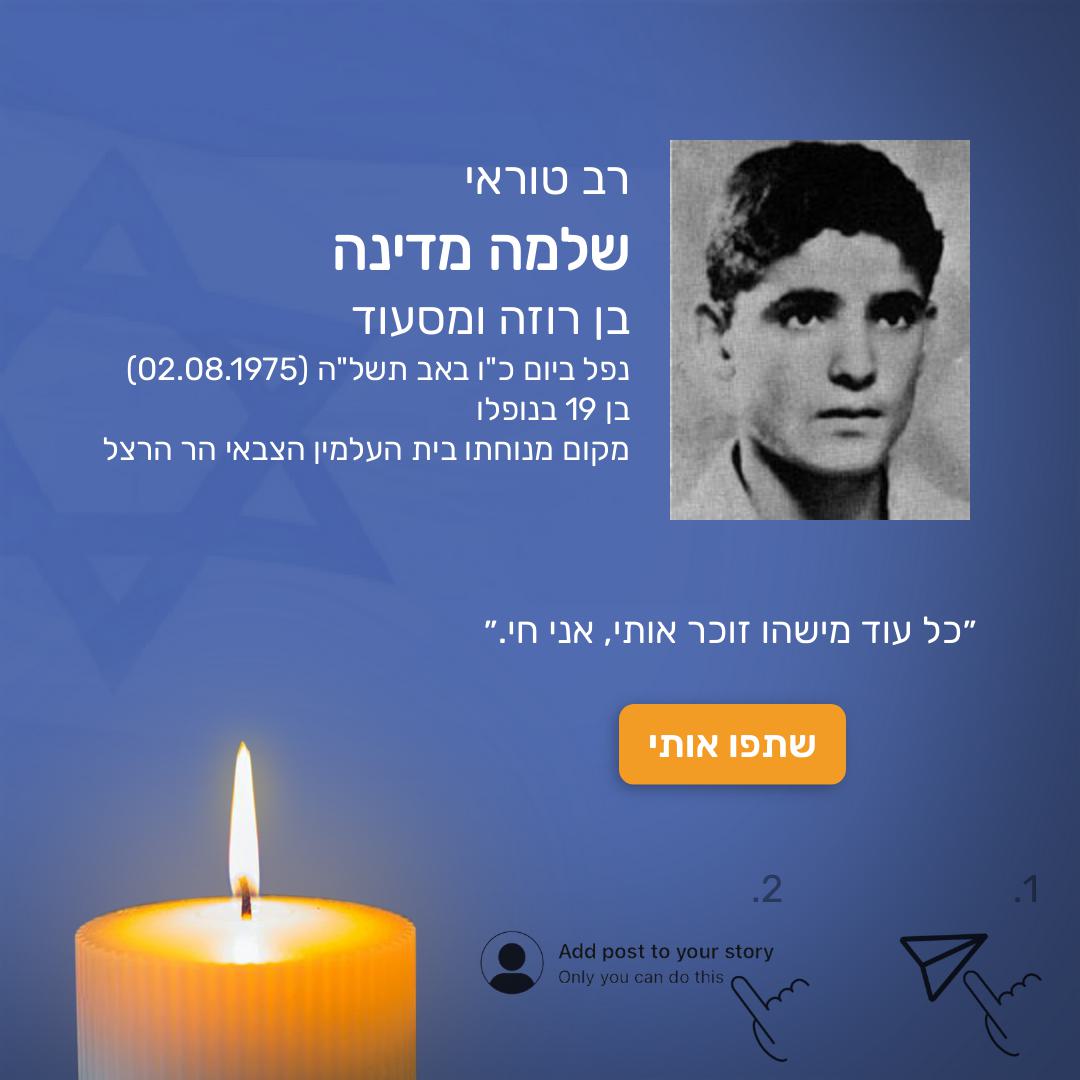 רב טוראי
שלמה מדינה
בן רוזה ומסעוד
נפל ביום כ"ו באב תשל"ה (02.08.1975)
בן 19 בנופלו
מקום מנוחתו בית העלמין הצבאי הר הרצל
״כל עוד מישהו זוכר אותי, אני חי.״
שתפו אותי
1.
2.
Add post to your story
Only you can do this